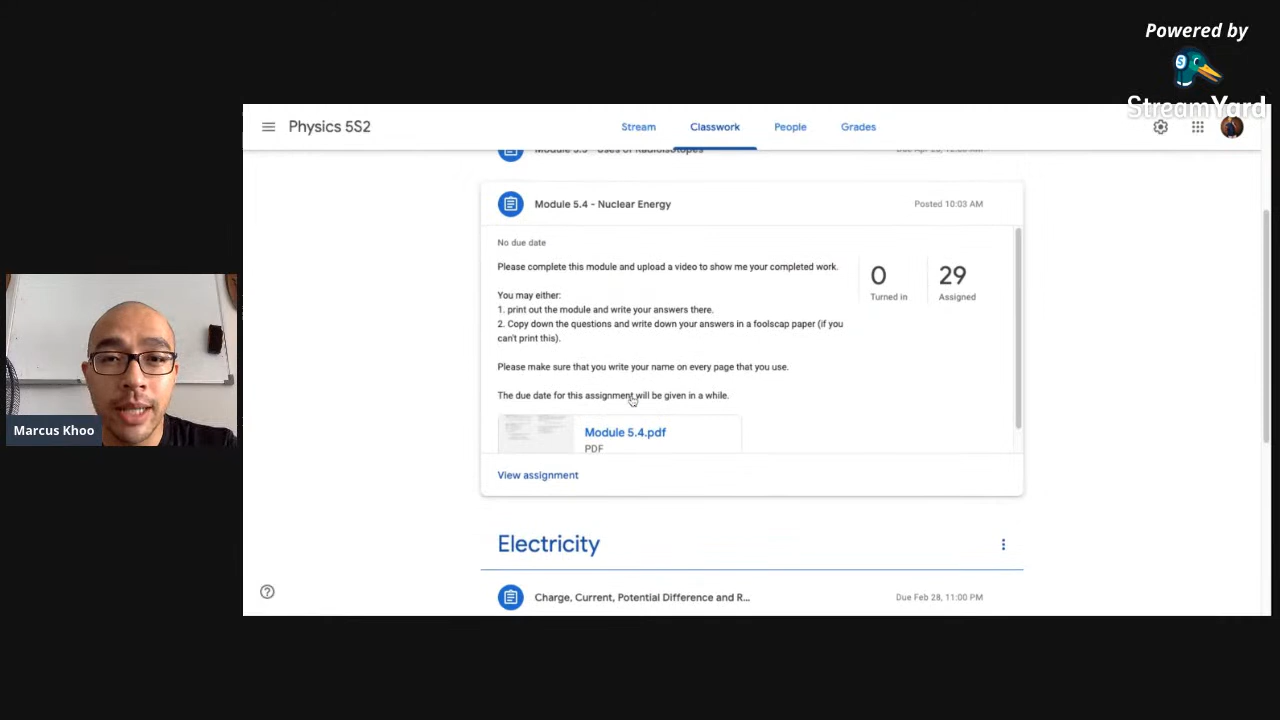 Powered by
StreamYard
Physics 5S2
Stream
Classwork
People
Grades
Module 5.3 - Uses of Radioisotopes
Module 5.4 - Nuclear Energy
Posted 10:03 AM
No due date
Please complete this module and upload a video to show me your completed work.
0
Turned in
29
Assigned
You may either:
1. print out the module and write your answers there.
2. Copy down the questions and write down your answers in a foolscap paper (if you
can't print this).
Please make sure that you write your name on every page that you use.
The due date for this assignment will be given in a while.
Module 5.4.pdf
PDF
View assignment
Electricity
Charge, Current, Potential Difference and R...
Due Feb 28, 11:00 PM
Marcus Khoo